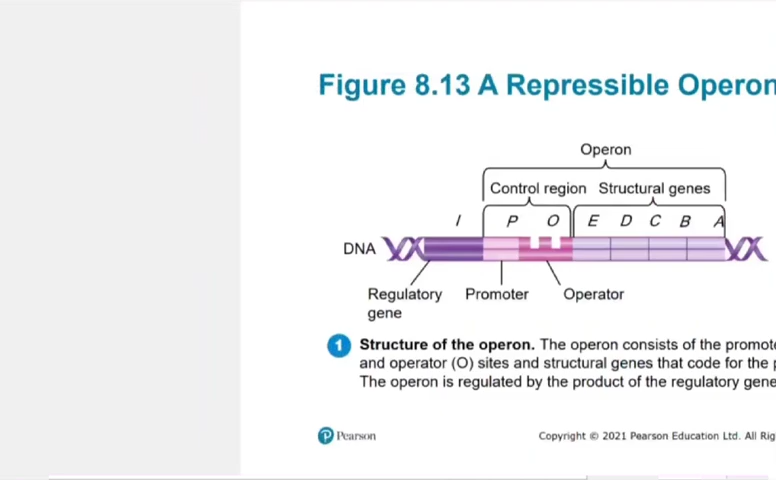 Figure 8.13 A Repressible Operon
Operon
Control region Structural genes
I P O E D C B A
DNA
Regulatory gene
Promoter
Operator
1 Structure of the operon. The operon consists of the
and operator (O) sites and structural genes that code for the
The operon is regulated by the product of the regulatory gene
Pearson
Copyright © 2021 Pearson Education Ltd. All